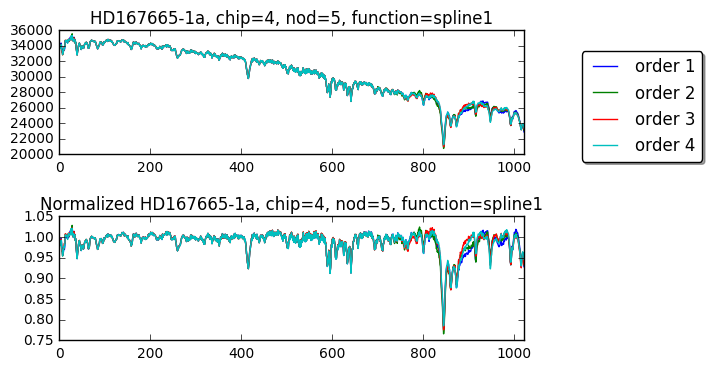 HD167665-1a, chip=4, nod=5, function=spline1
36000
34000
32000
30000
28000
26000
24000
22000
20000
0 200 400 600 800 1000
order 1
order 2
order 3
order 4
Normalized HD167665-1a, chip=4, nod=5, function=spline1
1.05
1.00
0.95
0.90
0.85
0.80
0.75
0 200 400 600 800 1000